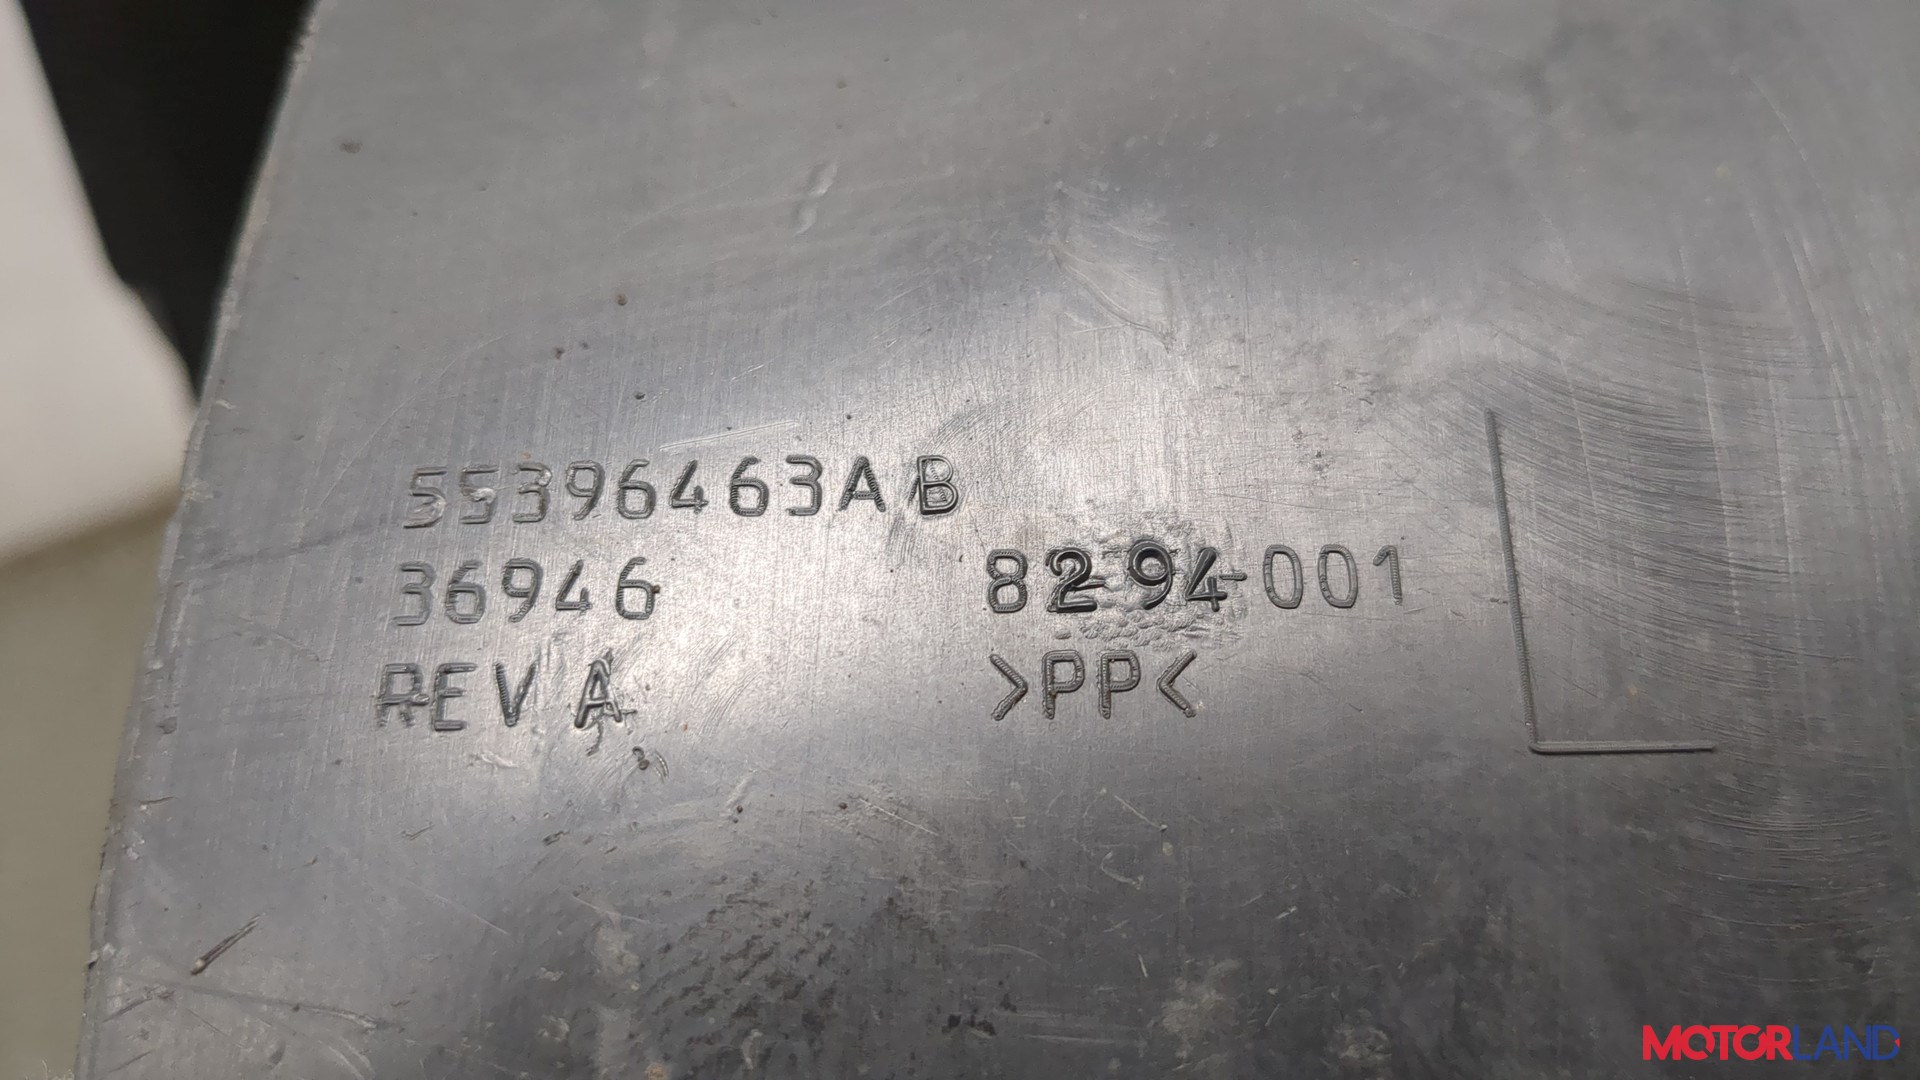 55396463AB
36946 8294-001
REV A >PP<
MOTORLAND